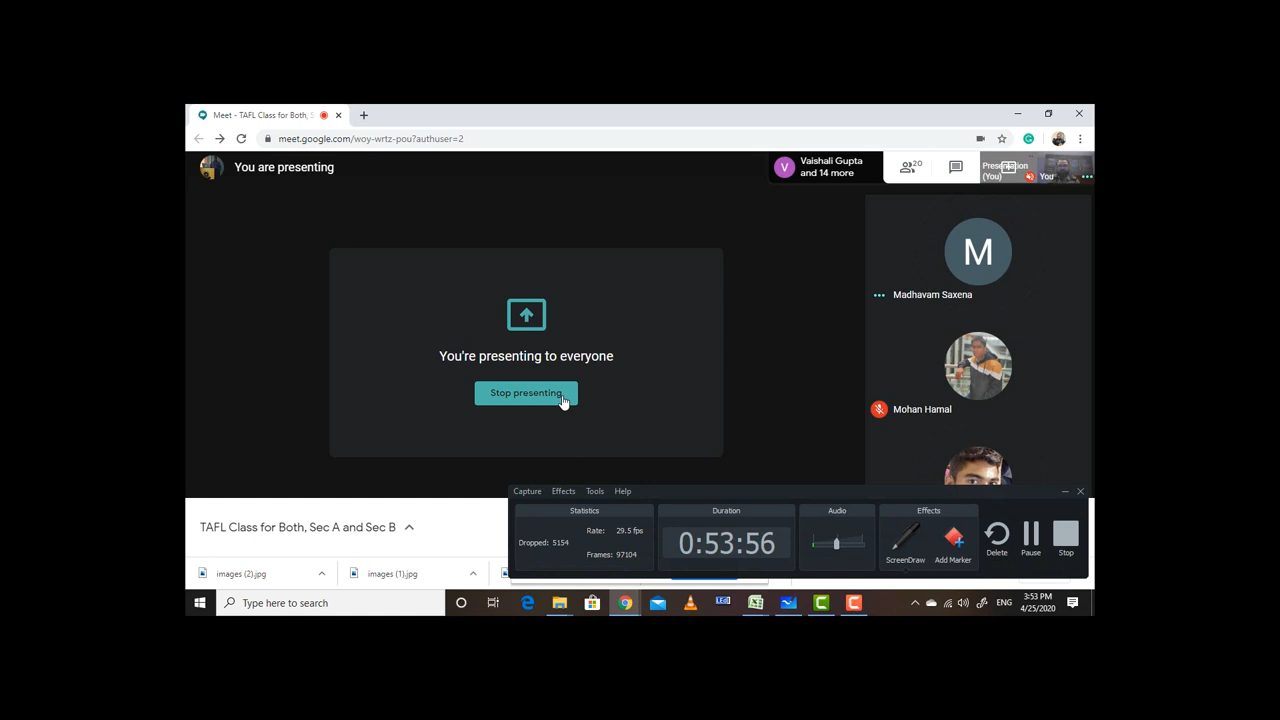 Meet - TAFL Class for Both, S
meet.google.com/woy-wrtz-pou?authuser=2
You are presenting
V
Vaishali Gupta
and 14 more
20
Presentation
(You)
You
M
Madhavam Saxena
You're presenting to everyone
Stop presenting
Mohan Hamal
Capture Effects Tools Help
Statistics
Duration
Audio
Effects
Rate: 29.5 fps
Dropped: 5154
Frames: 97104
0:53:56
ScreenDraw
Add Marker
Delete
Pause
Stop
TAFL Class for Both, Sec A and Sec B
images (2).jpg
images (1).jpg
Type here to search
ENG
3:53 PM
4/25/2020